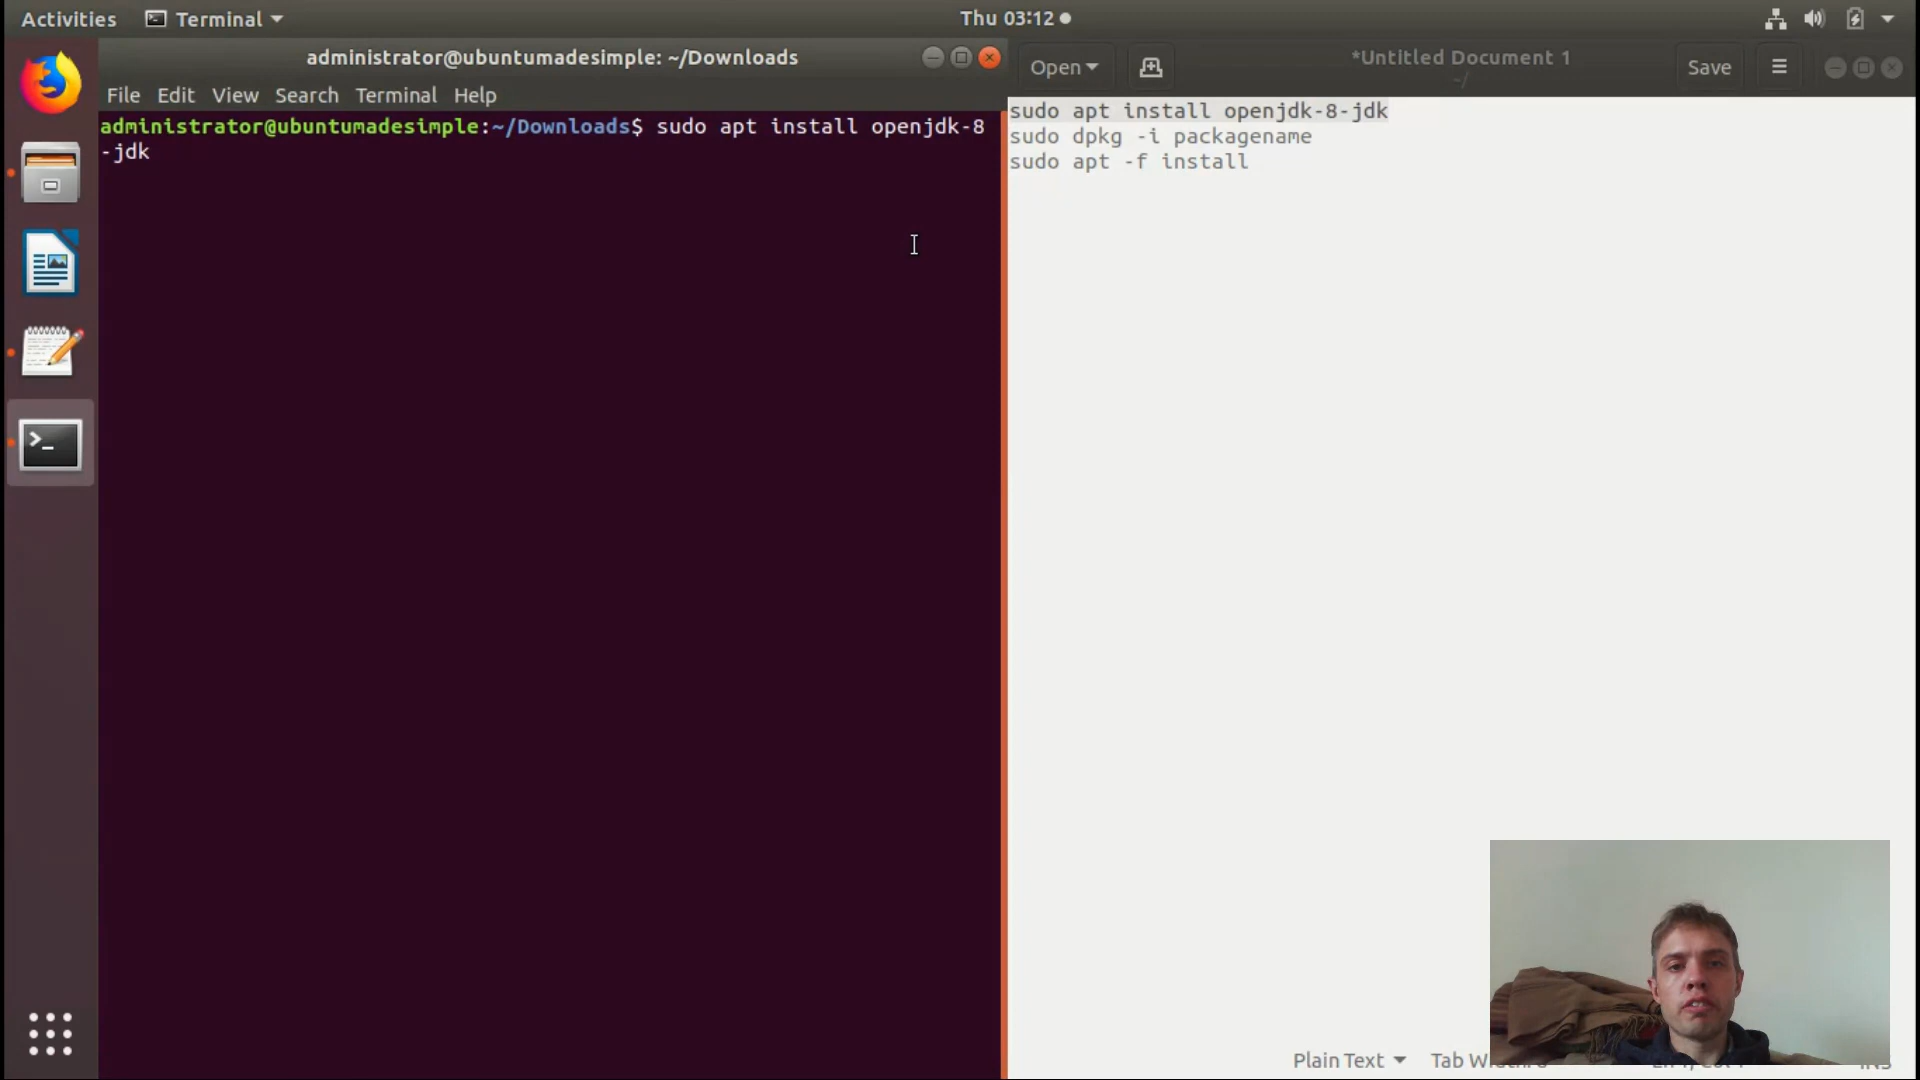 Activities
Terminal
Thu 03:12
administrator@ubuntumadesimple: ~/Downloads
File Edit View Search Terminal Help
administrator@ubuntumadesimple:~/Downloads$ sudo apt install openjdk-8
-jdk
Open
*Untitled Document 1
~/
Save
sudo apt install openjdk-8-jdk
sudo dpkg -i packagename
sudo apt -f install
Plain Text
Tab